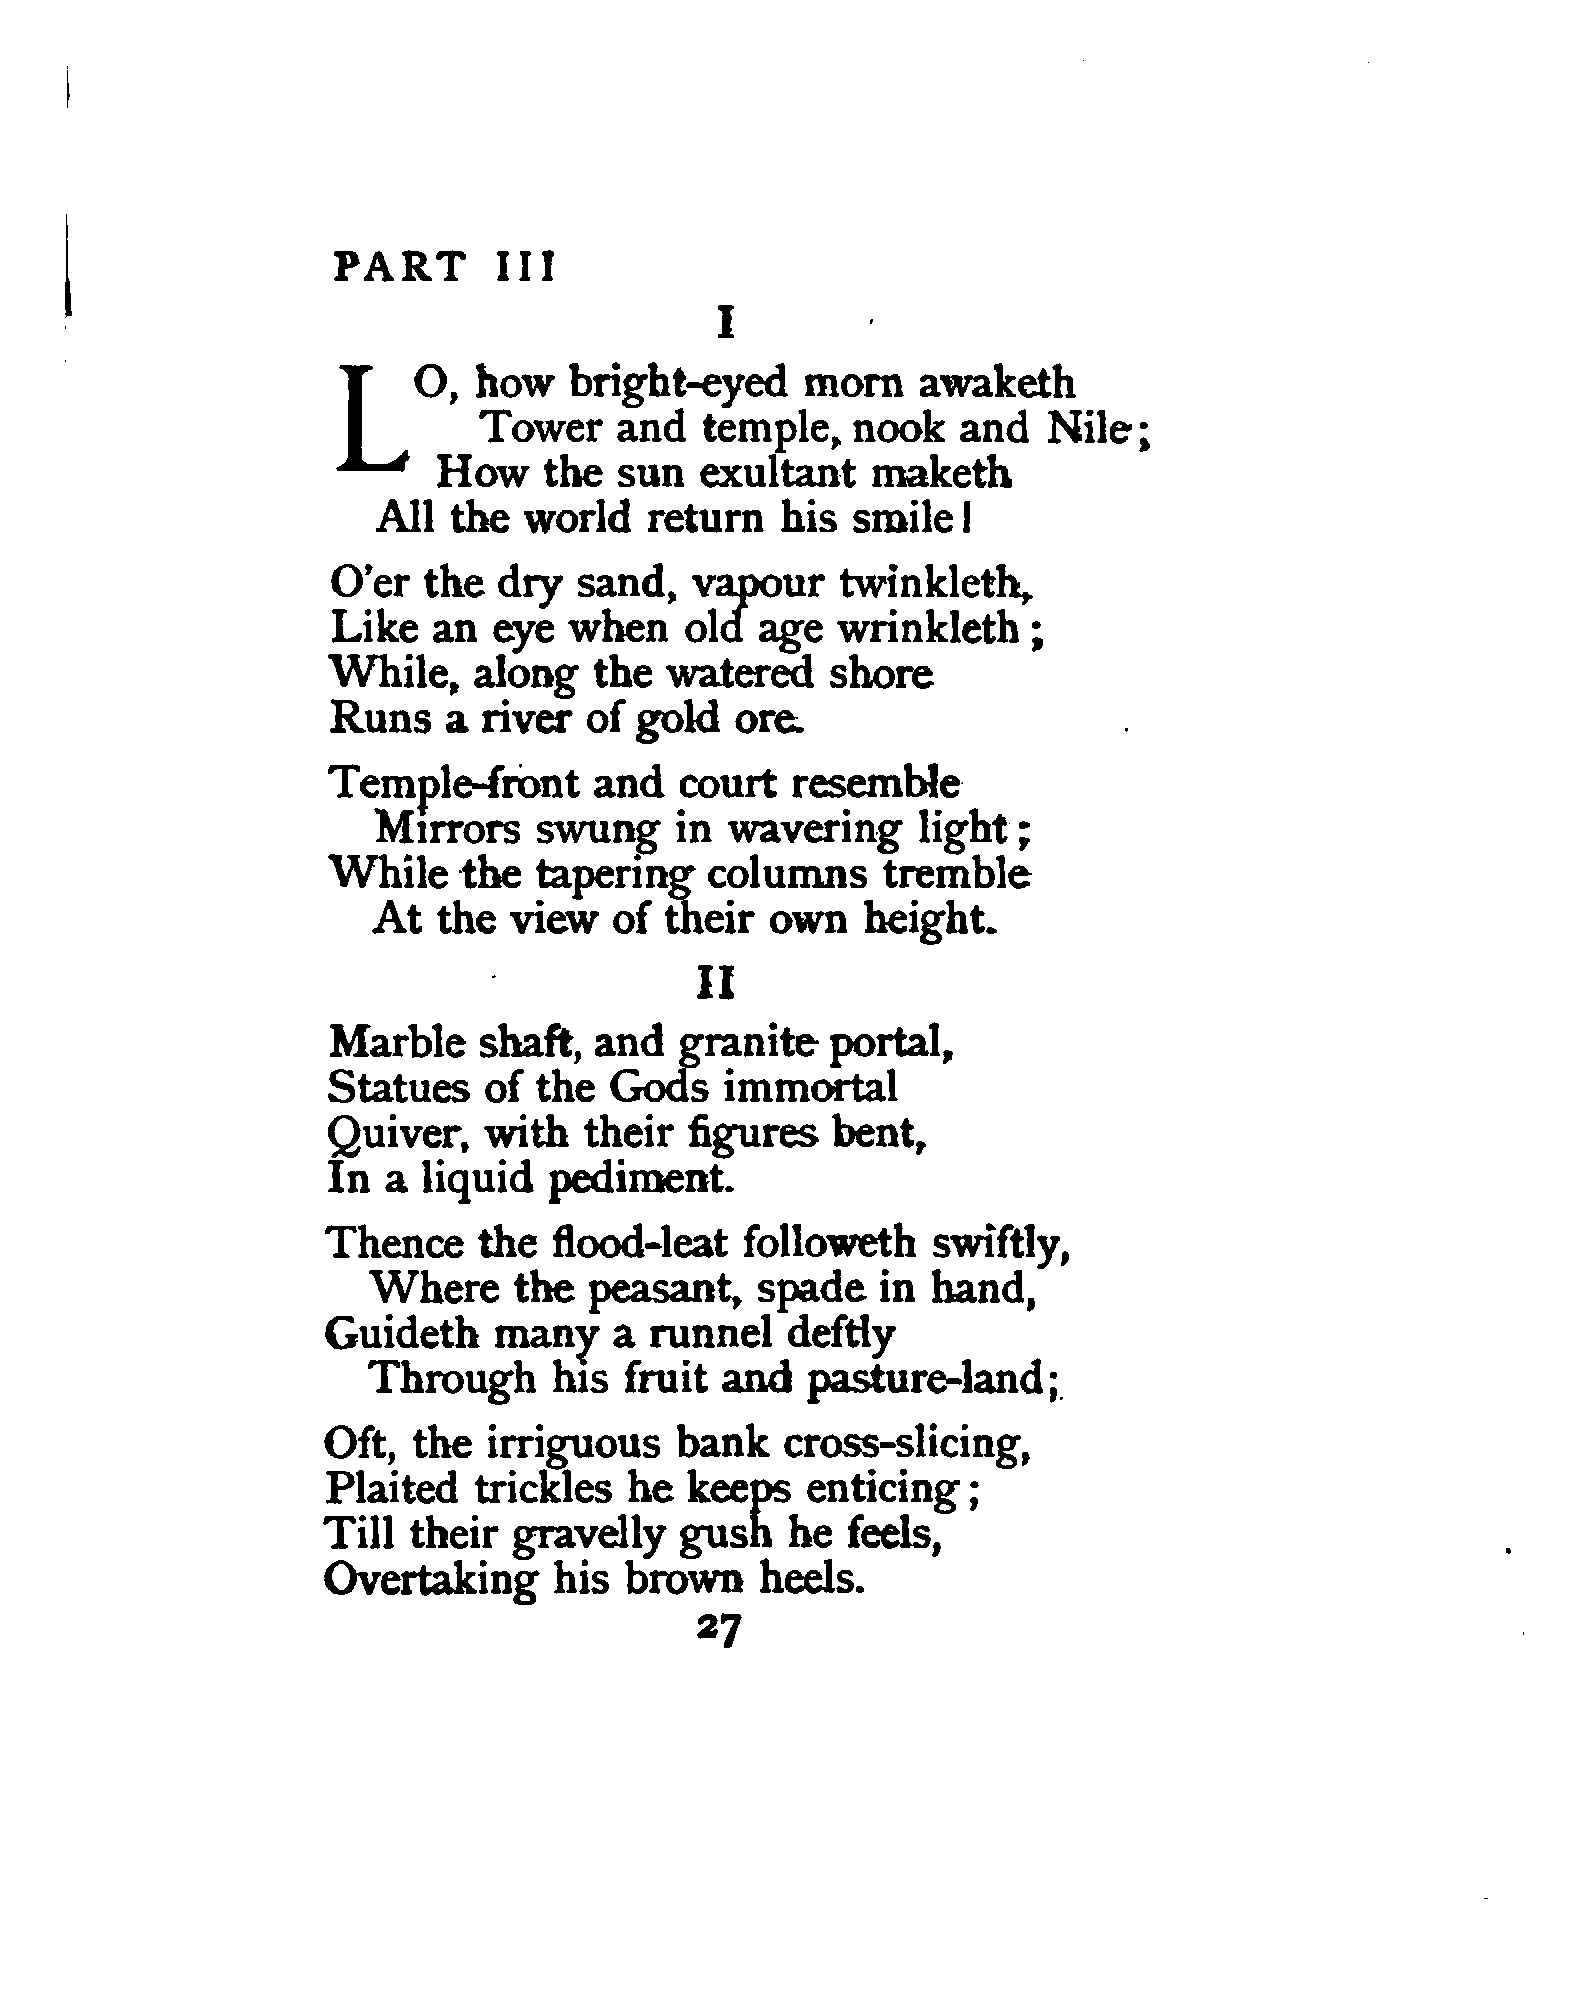 PART III
I
LO, how bright-eyed morn awaketh
Tower and temple, nook and Nile;
How the sun exultant maketh
All the world return his smile!
O'er the dry sand, vapour twinkleth,
Like an eye when old age wrinkleth;
While, along the watered shore
Runs a river of gold ore.
Temple-front and court resemble
Mirrors swung in wavering light;
While the tapering columns tremble
At the view of their own height.
II
Marble shaft, and granite portal,
Statues of the Gods immortal
Quiver, with their figures bent,
In a liquid pediment.
Thence the flood-leat followeth swiftly,
Where the peasant, spade in hand,
Guideth many a runnel deftly
Through his fruit and pasture-land;
Oft, the irriguous bank cross-slicing,
Plaited trickles he keeps enticing;
Till their gravelly gush he feels,
Overtaking his brown heels.
27